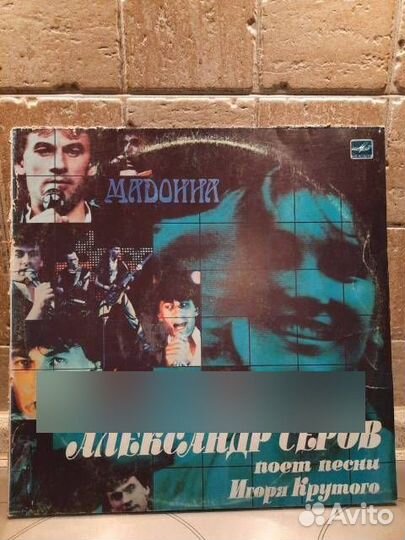 МАДОННА
АЛЕКСАНДР СЕРОВ
поет песни
Игоря Крутого
Avito